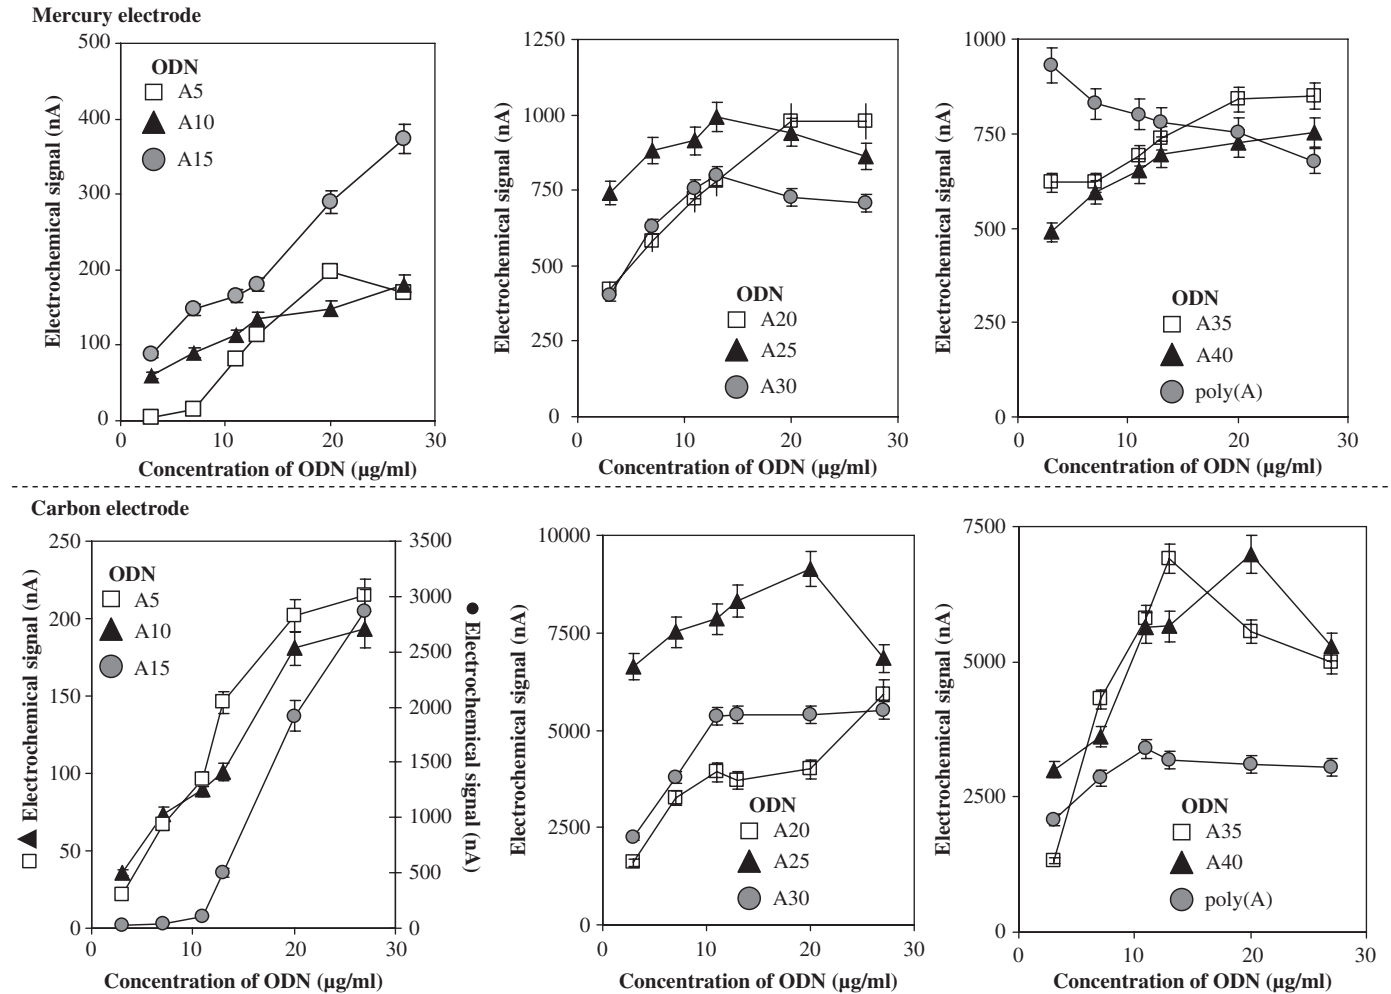 Mercury electrode
500
400
300
200
100
0
0 10 20 30
Electrochemical signal (nA)
Concentration of ODN (µg/ml)
ODN
A5
A10
A15
1250
1000
750
500
250
0
0 10 20 30
Electrochemical signal (nA)
Concentration of ODN (µg/ml)
ODN
A20
A25
A30
1000
750
500
250
0
0 10 20 30
Electrochemical signal (nA)
Concentration of ODN (µg/ml)
ODN
A35
A40
poly(A)
Carbon electrode
250
200
150
100
50
0
0 10 20 30
3500
3000
2500
2000
1500
1000
500
0
Electrochemical signal (nA)
Electrochemical signal (nA)
Concentration of ODN (µg/ml)
ODN
A5
A10
A15
10000
7500
5000
2500
0
0 10 20 30
Electrochemical signal (nA)
Concentration of ODN (µg/ml)
ODN
A20
A25
A30
7500
5000
2500
0
0 10 20 30
Electrochemical signal (nA)
Concentration of ODN (µg/ml)
ODN
A35
A40
poly(A)